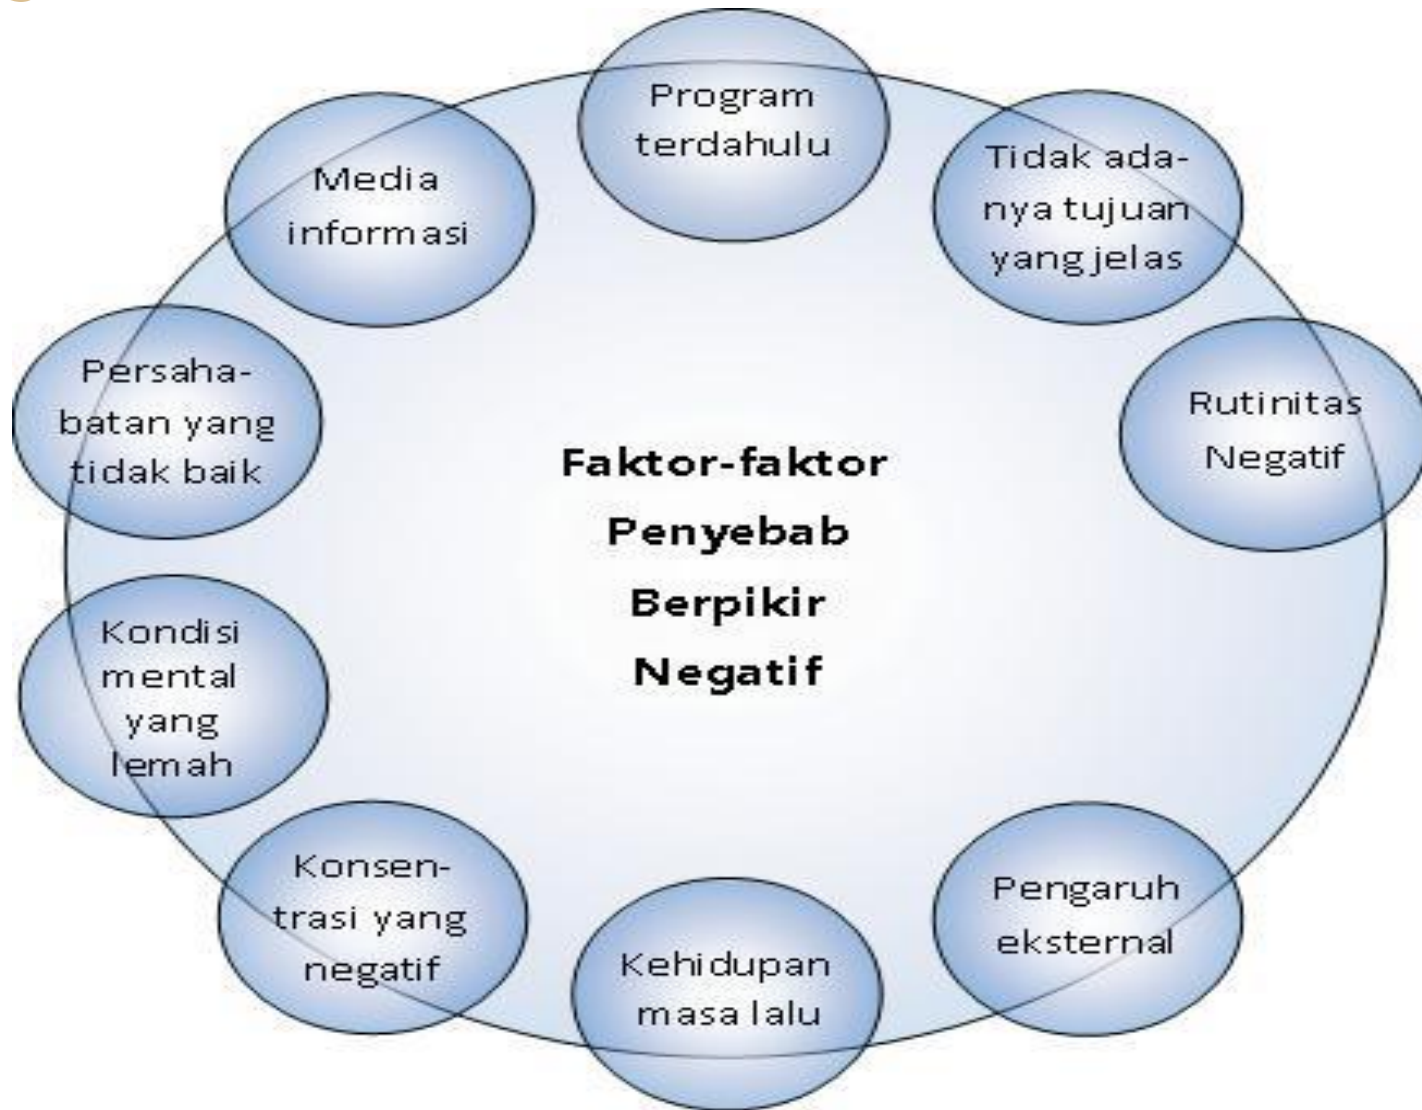 Program
terdahulu
Tidak ada-
nya tujuan
yang jelas
Rutinitas
Negatif
Pengaruh
eksternal
Kehidupan
masa lalu
Konsen-
trasi yang
negatif
Kondisi
mental
yang
lemah
Persaha-
batan yang
tidak baik
Media
informasi
Faktor-faktor
Penyebab
Berpikir
Negatif